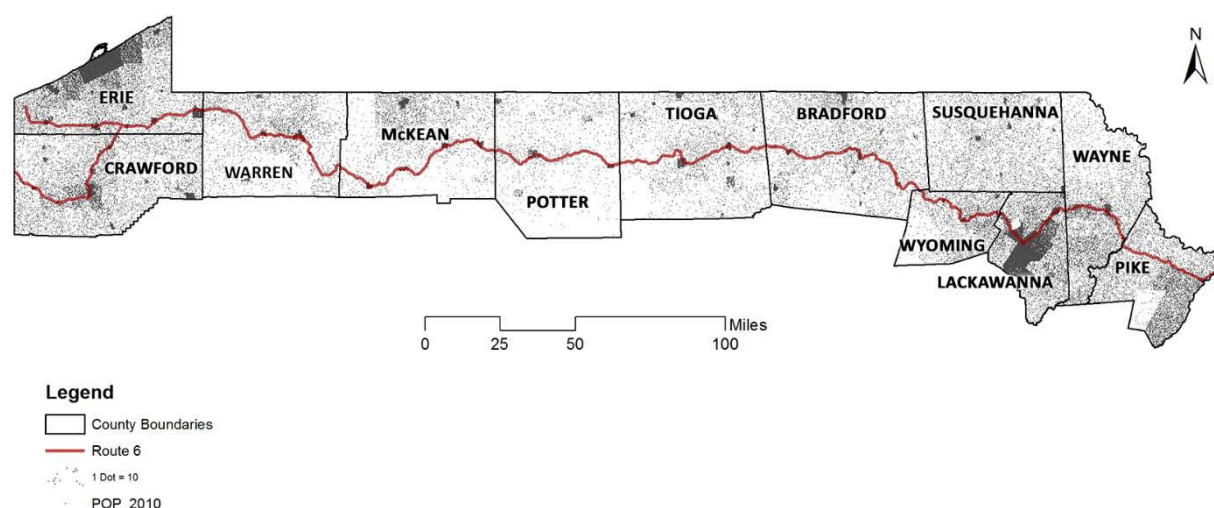 N
ERIE
TIOGA
BRADFORD
SUSQUEHANNA
McKEAN
WAYNE
CRAWFORD
WARREN
POTTER
WYOMING
PIKE
LACKAWANNA
Miles
0 25 50 100
Legend
County Boundaries
Route 6
1 Dot = 10
POP_2010